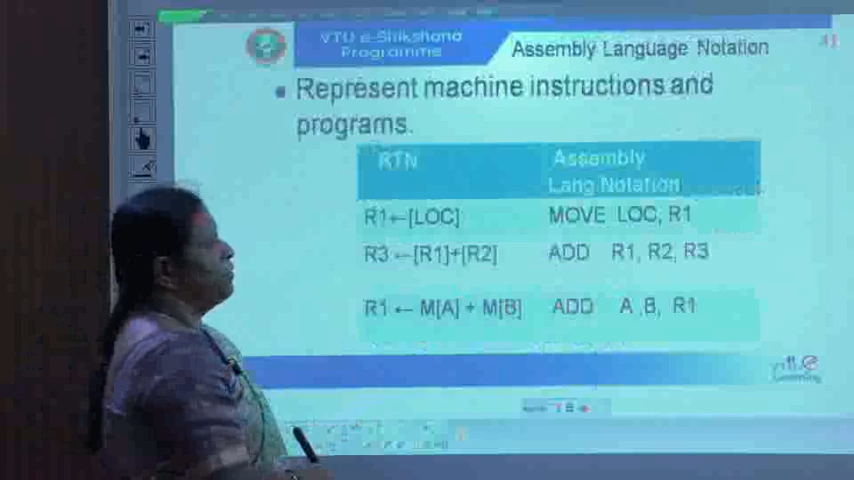 VTU e-Shikshana
Programme
Assembly Language Notation
Represent machine instructions and
programs.
RTN
Assembly
Lang Notation
R1←[LOC]
MOVE LOC, R1
R3 ←[R1]+[R2]
ADD R1, R2, R3
R1 ← M[A] + M[B]
ADD A ,B, R1